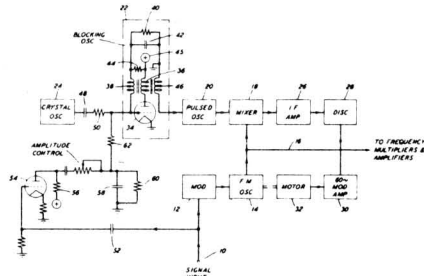 22
40
42
45
BLOCKING OSC
44
38
36
46
24
CRYSTAL OSC
48
50
34
62
20
PULSED OSC
18
MIXER
26
I F AMP
28
DISC
16
TO FREQUENCY MULTIPLIERS & AMPLIFIERS
AMPLITUDE CONTROL
54
56
58
60
12
MOD
F M OSC
14
MOTOR
32
60~ MOD AMP
30
52
10
SIGNAL